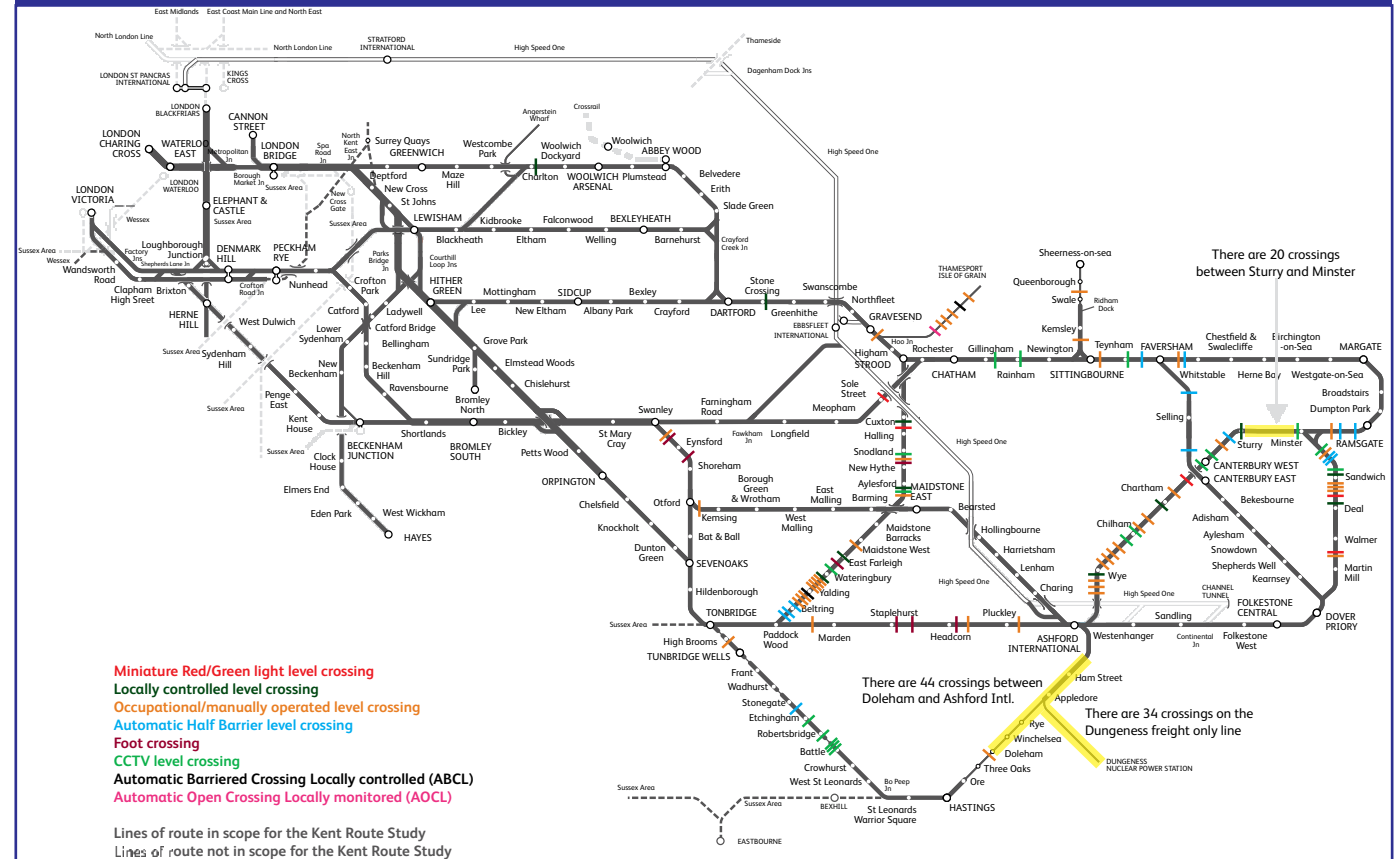 East Midlands
East Coast Main Line and North East
North London Line
North London Line
STRATFORD
INTERNATIONAL
High Speed One
Thameside
Dagenham Dock Jns
LONDON ST PANCRAS
INTERNATIONAL
KINGS
CROSS
LONDON
BLACKFRIARS
CANNON
STREET
LONDON
CHARING
CROSS
WATERLOO
EAST
Metropolitan
Jn
LONDON
BRIDGE
Spa
Road
Jn
North
Kent
East
Jn
Surrey Quays
GREENWICH
Westcombe
Park
Angerstein
Wharf
Crossrail
Woolwich
Dockyard
Woolwich
ABBEY WOOD
High Speed One
LONDON
WATERLOO
Borough
Market Jn
Sussex Area
Deptford
Maze
Hill
Charlton
WOOLWICH
ARSENAL
Plumstead
Belvedere
Erith
Slade Green
LONDON
VICTORIA
Wessex
ELEPHANT &
CASTLE
Sussex Area
New
Cross
Gate
New Cross
St Johns
Sussex Area
LEWISHAM
Kidbrooke
Falconwood
BEXLEYHEATH
Blackheath
Eltham
Welling
Barnehurst
Crayford
Creek Jn
Sussex Area
Wessex
Factory
Jns
Loughborough
Junction
Shepherds Lane Jn
DENMARK
HILL
PECKHAM
RYE
Parks
Bridge
Jn
Courthill
Loop Jns
Wandsworth
Road
Clapham
High Sreet
Brixton
Crofton
Road Jn
Nunhead
Crofton
Park
HITHER
GREEN
Mottingham
SIDCUP
Bexley
Lee
New Eltham
Albany Park
Crayford
DARTFORD
Stone
Crossing
Greenhithe
Swanscombe
Northfleet
GRAVESEND
EBBSFLEET
INTERNATIONAL
Hoo Jn
THAMESPORT
ISLE OF GRAIN
Sheerness-on-sea
Queenborough
Swale
Ridham
Dock
Kemsley
There are 20 crossings
between Sturry and Minster
HERNE
HILL
West Dulwich
Catford
Ladywell
Catford Bridge
Lower
Sydenham
Bellingham
Sussex Area
Sydenham
Hill
New
Beckenham
Beckenham
Hill
Ravensbourne
Grove Park
Sundridge
Park
Elmstead Woods
Chislehurst
Bromley
North
Higham
STROOD
Rochester
CHATHAM
Gillingham
Rainham
Newington
SITTINGBOURNE
Teynham
FAVERSHAM
Whitstable
Chestfield &
Swalecliffe
Herne Bay
Birchington
-on-Sea
Westgate-on-Sea
MARGATE
Broadstairs
Dumpton Park
RAMSGATE
Sussex Area
Penge
East
Kent
House
Sussex Area
BECKENHAM
JUNCTION
Shortlands
BROMLEY
SOUTH
Bickley
St Mary
Cray
Swanley
Farningham
Road
Fawkham
Jn
Longfield
Meopham
Sole
Street
Cuxton
Halling
Snodland
New Hythe
Aylesford
High Speed One
Selling
Sturry
Minster
Clock
House
Elmers End
Eden Park
West Wickham
HAYES
Petts Wood
ORPINGTON
Chelsfield
Knockholt
Dunton
Green
Eynsford
Shoreham
Otford
Kemsing
Borough
Green
& Wrotham
West
Malling
East
Malling
Barming
MAIDSTONE
EAST
Bearsted
Hollingbourne
Harrietsham
Lenham
Charing
Bat & Ball
SEVENOAKS
Hildenborough
Maidstone
Barracks
Maidstone West
East Farleigh
Wateringbury
Yalding
Beltring
CANTERBURY WEST
CANTERBURY EAST
Chartham
Chilham
Wye
Bekesbourne
Adisham
Aylesham
Snowdown
Shepherds Well
Kearnsey
Sandwich
Deal
Walmer
Martin
Mill
High Speed One
High Speed One
CHANNEL
TUNNEL
FOLKESTONE
CENTRAL
DOVER
PRIORY
Sussex Area
TONBRIDGE
Paddock
Wood
Marden
Staplehurst
Headcorn
Pluckley
ASHFORD
INTERNATIONAL
Westenhanger
Sandling
Continental
Jn
Folkestone
West
High Brooms
TUNBRIDGE WELLS
Frant
Wadhurst
Stonegate
Etchingham
Robertsbridge
Battle
Crowhurst
West St Leonards
Bo Peep
Jn
St Leonards
Warrior Square
HASTINGS
Ore
Three Oaks
Doleham
Winchelsea
Rye
Appledore
Ham Street
There are 44 crossings between
Doleham and Ashford Intl.
There are 34 crossings on the
Dungeness freight only line
DUNGENESS
NUCLEAR POWER STATION
Sussex Area
Sussex Area
BEXHILL
EASTBOURNE
Miniature Red/Green light level crossing
Locally controlled level crossing
Occupational/manually operated level crossing
Automatic Half Barrier level crossing
Foot crossing
CCTV level crossing
Automatic Barriered Crossing Locally controlled (ABCL)
Automatic Open Crossing Locally monitored (AOCL)
Lines of route in scope for the Kent Route Study
Lines of route not in scope for the Kent Route Study